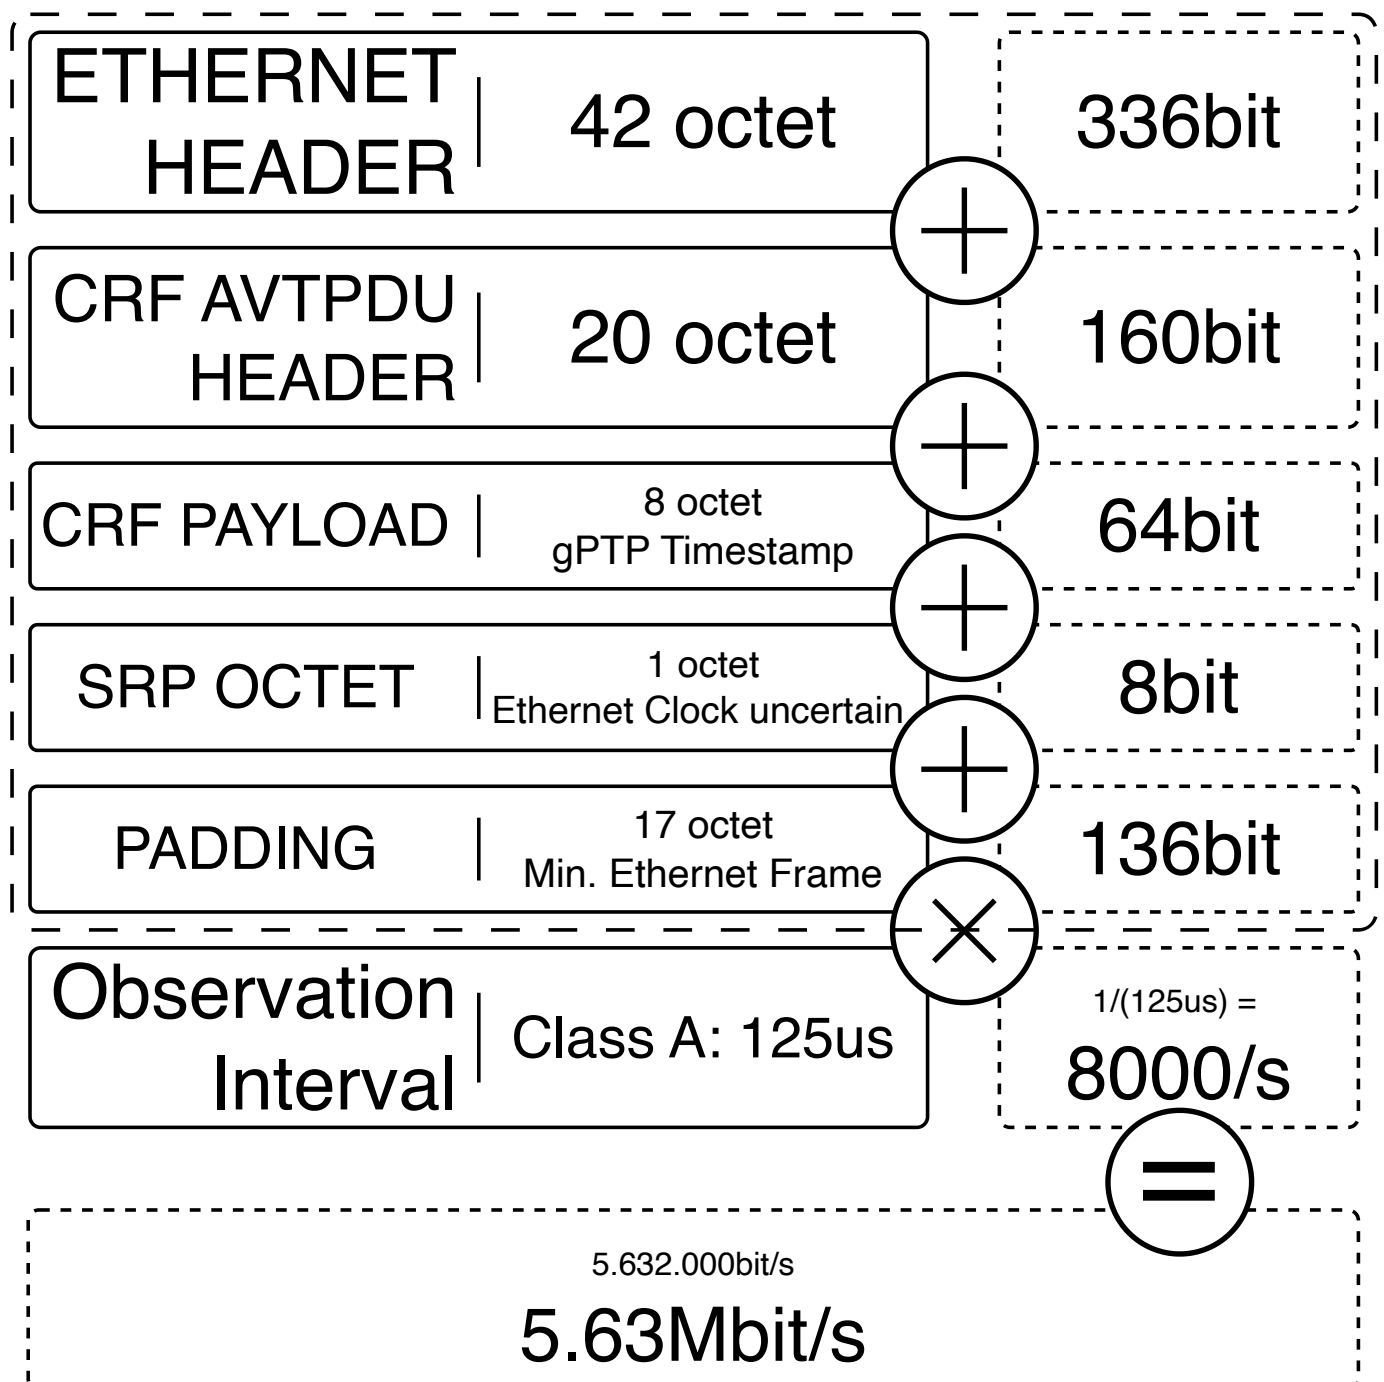 ETHERNET
HEADER
42 octet
336bit
CRF AVTPDU
HEADER
20 octet
160bit
CRF PAYLOAD
8 octet
gPTP Timestamp
64bit
SRP OCTET
1 octet
Ethernet Clock uncertain
8bit
PADDING
17 octet
Min. Ethernet Frame
136bit
Observation
Interval
Class A: 125us
1/(125us) =
8000/s
5.632.000bit/s
5.63Mbit/s